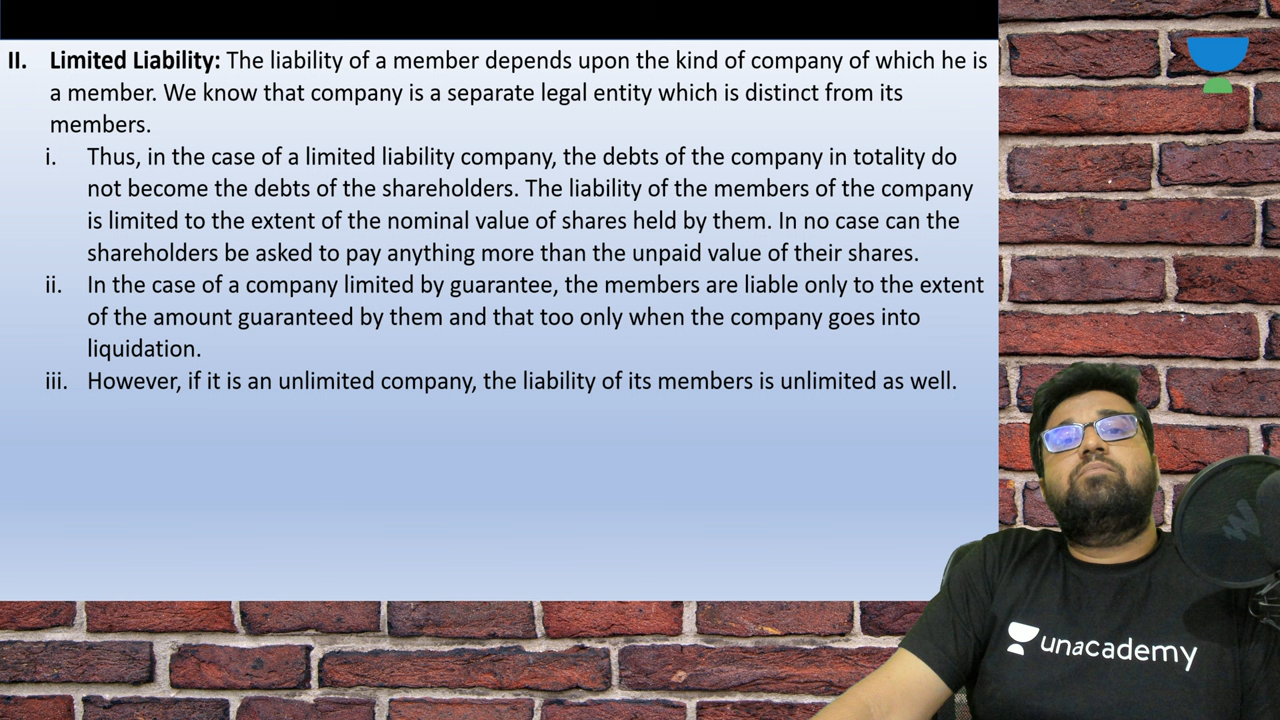 II. Limited Liability: The liability of a member depends upon the kind of company of which he is
a member. We know that company is a separate legal entity which is distinct from its
members.
i. Thus, in the case of a limited liability company, the debts of the company in totality do
not become the debts of the shareholders. The liability of the members of the company
is limited to the extent of the nominal value of shares held by them. In no case can the
shareholders be asked to pay anything more than the unpaid value of their shares.
ii. In the case of a company limited by guarantee, the members are liable only to the extent
of the amount guaranteed by them and that too only when the company goes into
liquidation.
iii. However, if it is an unlimited company, the liability of its members is unlimited as well.
unacademy